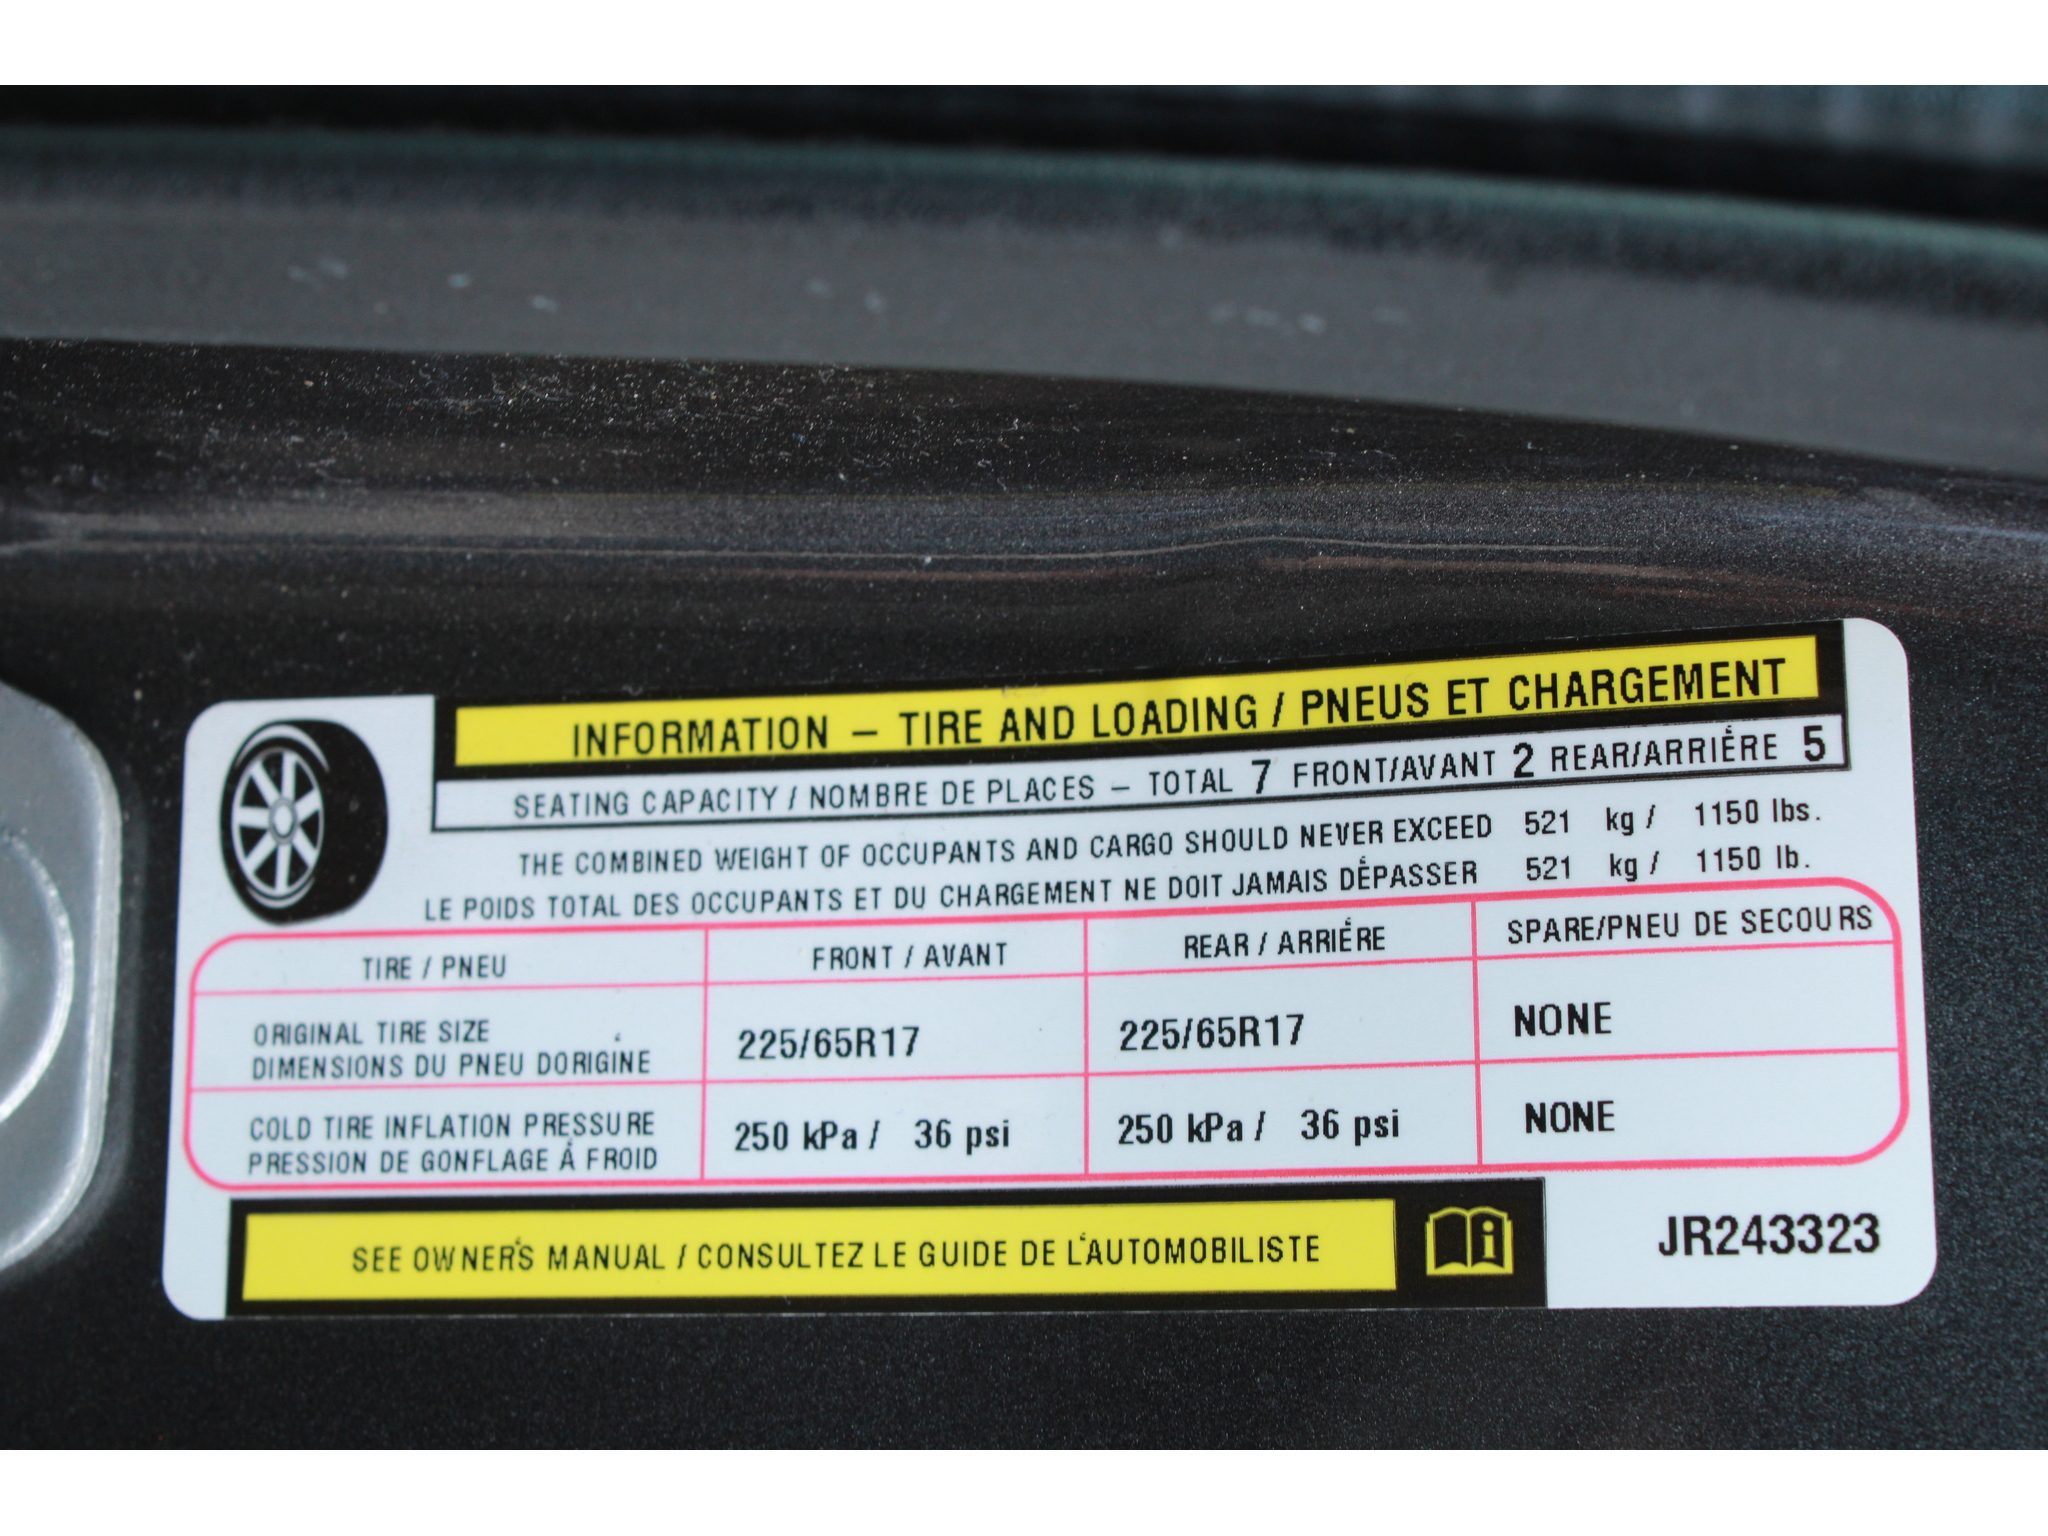 INFORMATION – TIRE AND LOADING / PNEUS ET CHARGEMENT
SEATING CAPACITY / NOMBRE DE PLACES – TOTAL 7 FRONT/AVANT 2 REAR/ARRIÉRE 5
THE COMBINED WEIGHT OF OCCUPANTS AND CARGO SHOULD NEVER EXCEED 521 kg / 1150 lbs.
LE POIDS TOTAL DES OCCUPANTS ET DU CHARGEMENT NE DOIT JAMAIS DÉPASSER 521 kg / 1150 lb.
TIRE / PNEU FRONT / AVANT REAR / ARRIÉRE SPARE/PNEU DE SECOURS
ORIGINAL TIRE SIZE
DIMENSIONS DU PNEU D'ORIGINE 225/65R17 225/65R17 NONE
COLD TIRE INFLATION PRESSURE
PRESSION DE GONFLAGE Á FROID 250 kPa / 36 psi 250 kPa / 36 psi NONE
SEE OWNER'S MANUAL / CONSULTEZ LE GUIDE DE L'AUTOMOBILISTE
JR243323